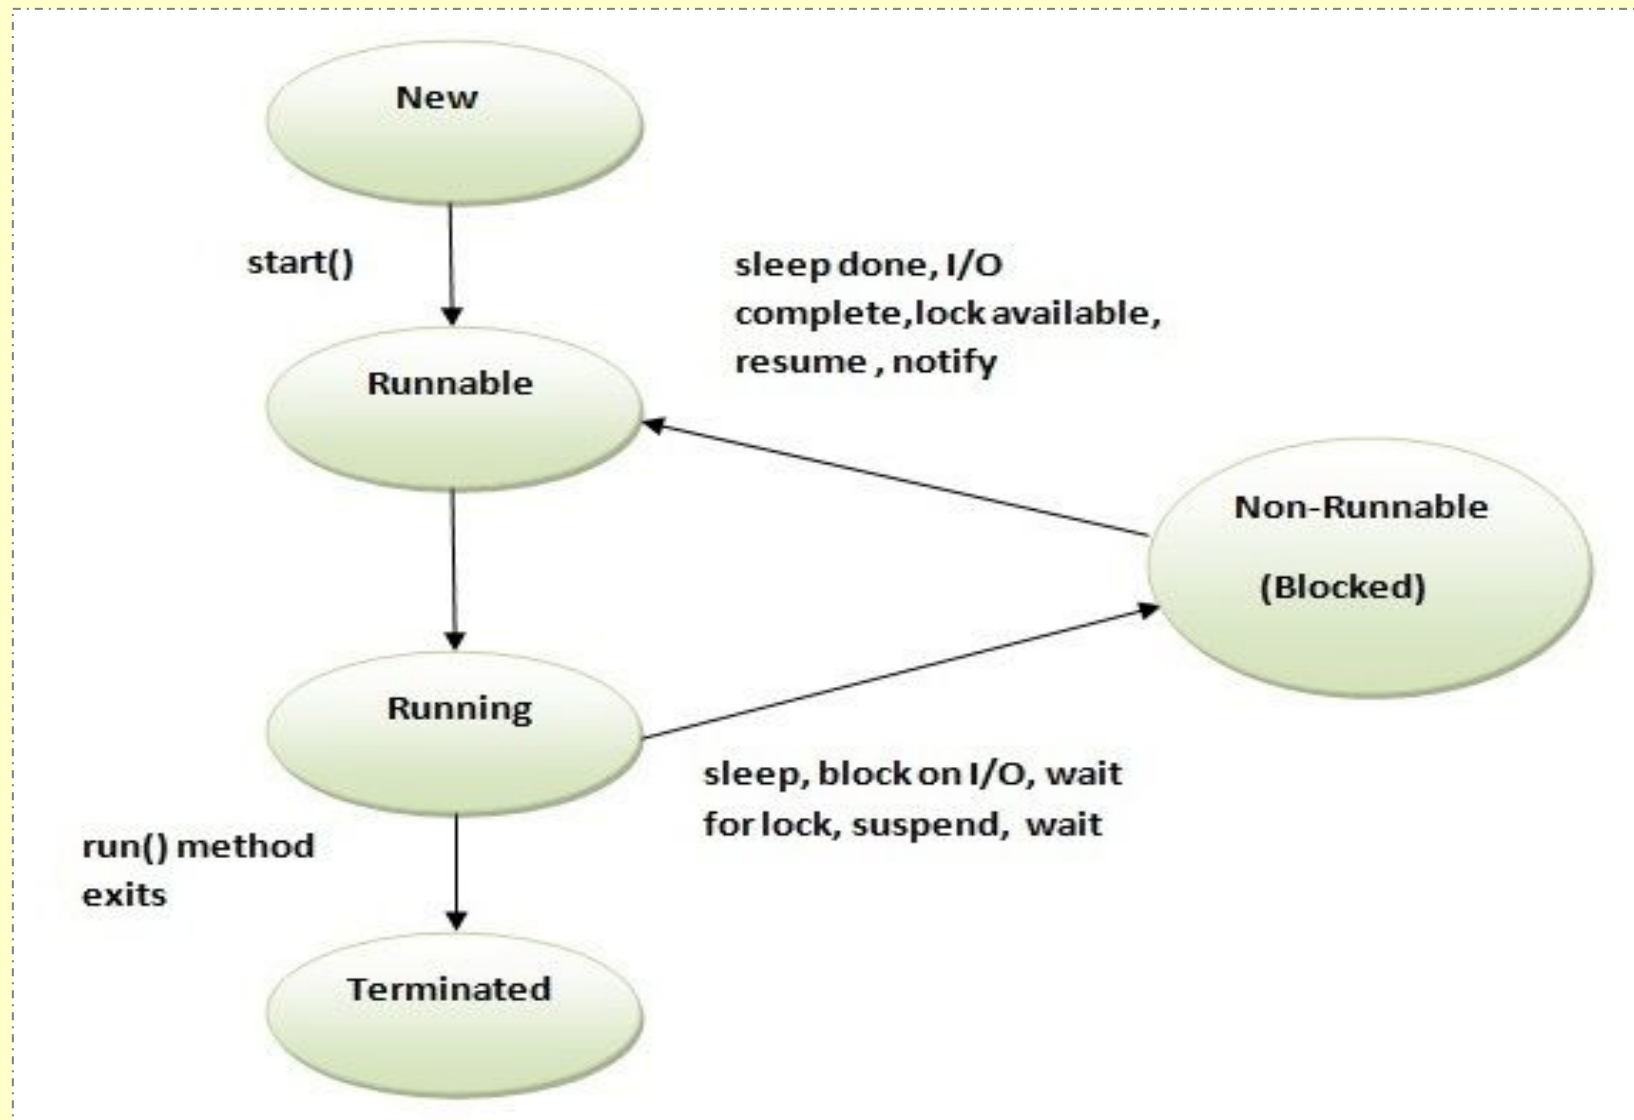 New
start()
sleep done, I/O
complete,lock available,
resume , notify
Runnable
Non-Runnable
(Blocked)
Running
sleep, block on I/O, wait
for lock, suspend, wait
run() method
exits
Terminated